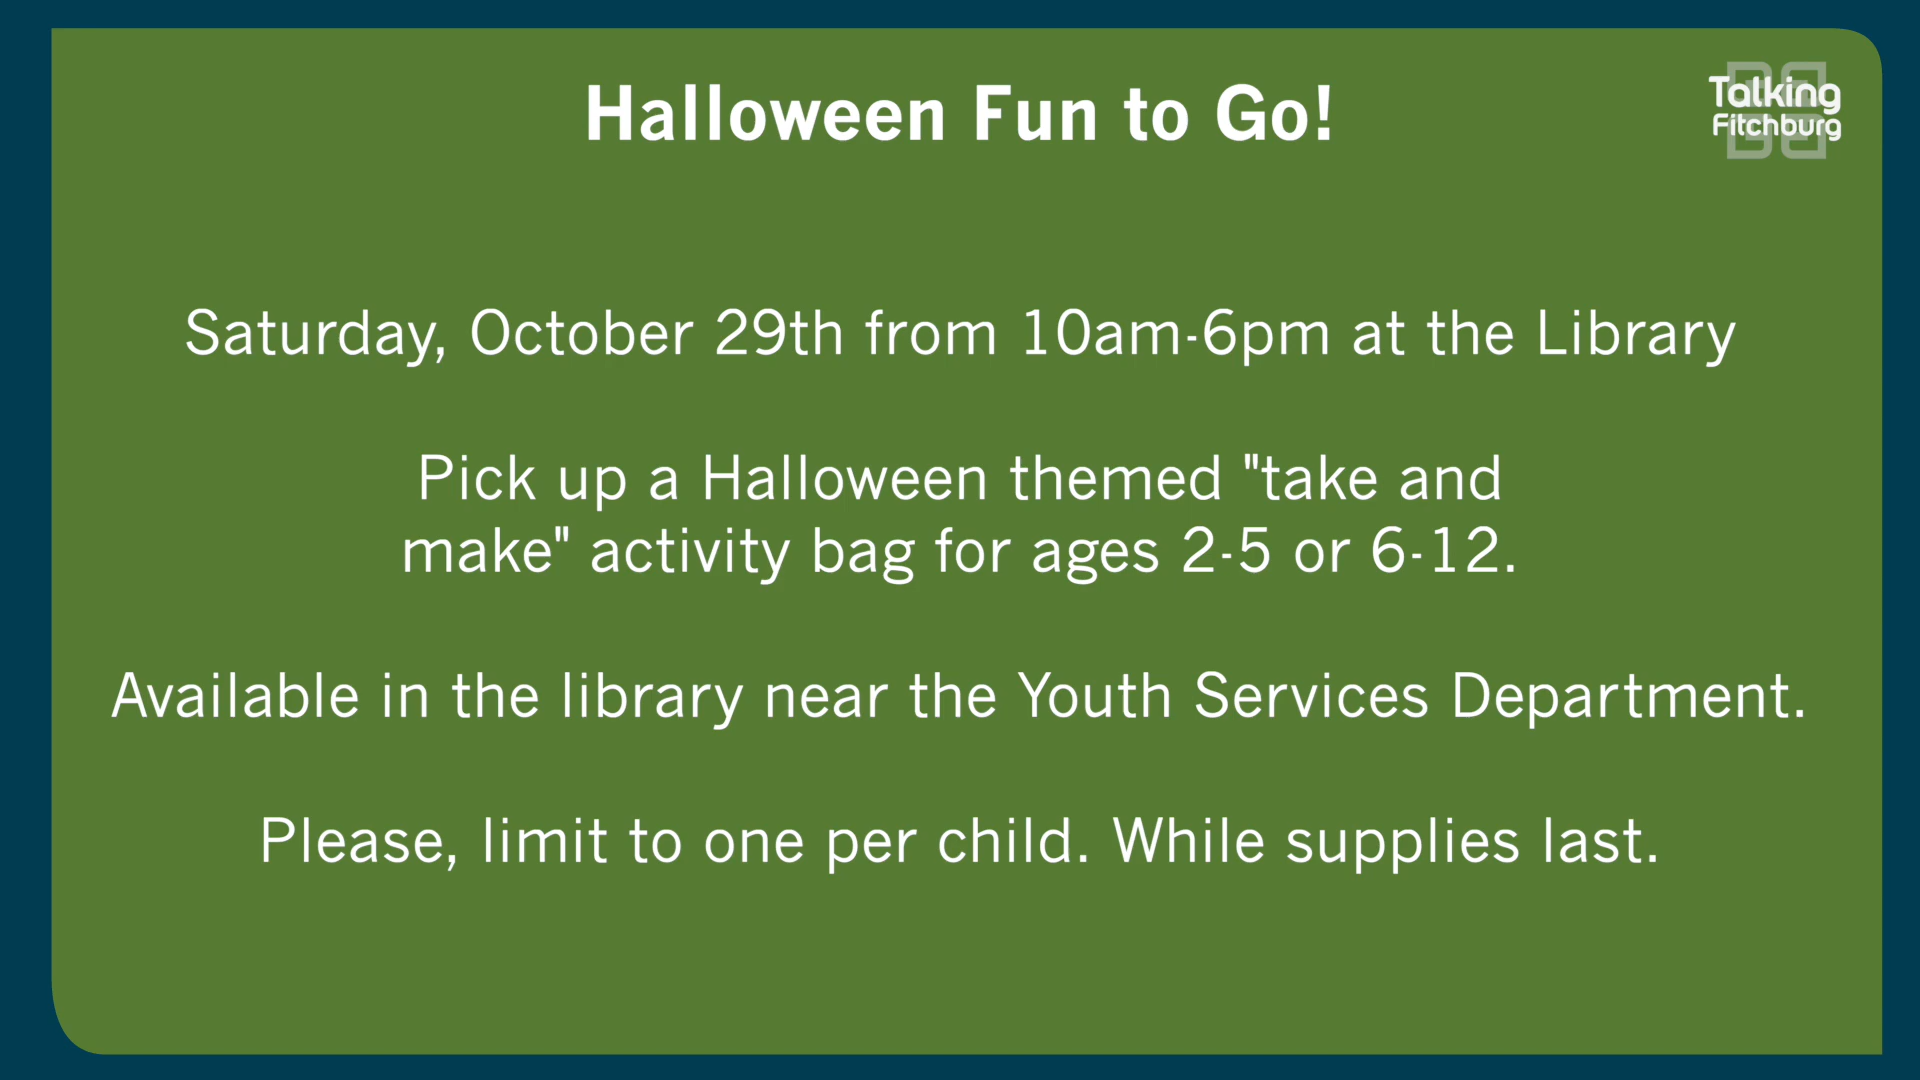 Halloween Fun to Go!
Talking
Fitchburg
Saturday, October 29th from 10am-6pm at the Library
Pick up a Halloween themed "take and
make" activity bag for ages 2-5 or 6-12.
Available in the library near the Youth Services Department.
Please, limit to one per child. While supplies last.